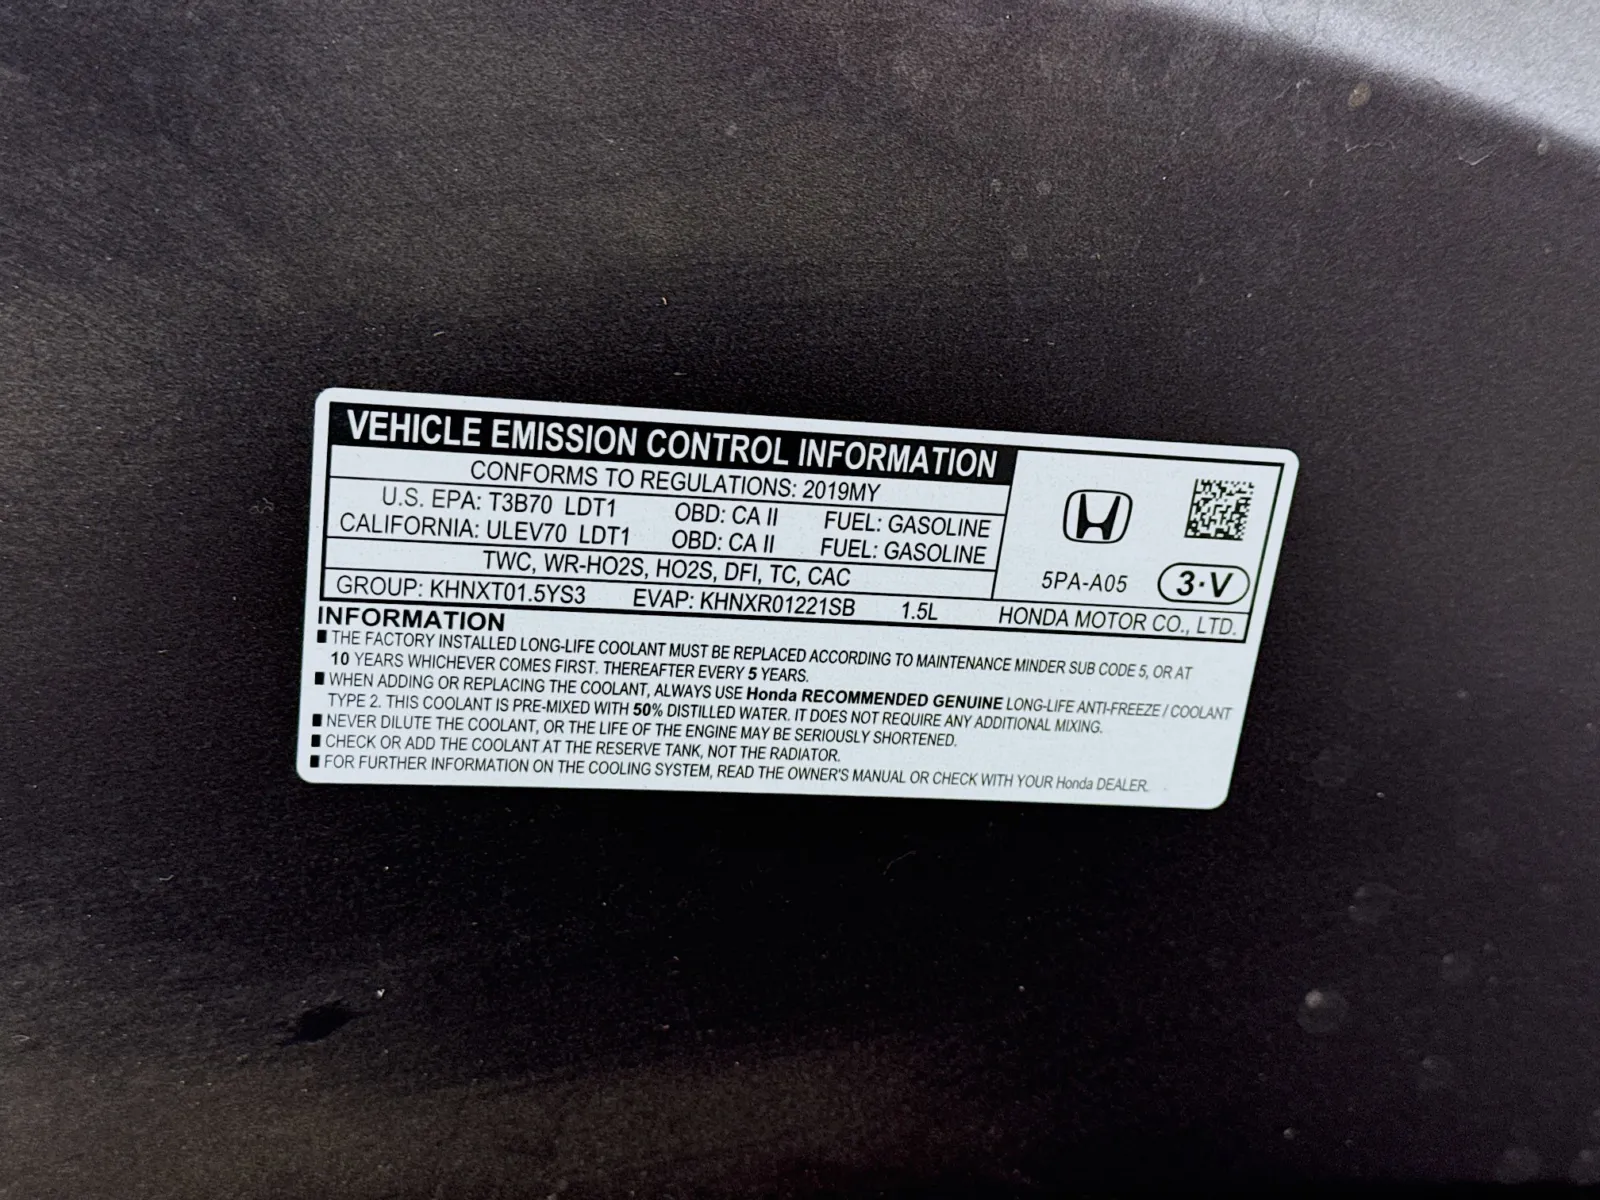 VEHICLE EMISSION CONTROL INFORMATION
CONFORMS TO REGULATIONS: 2019MY
U.S. EPA: T3B70 LDT1 OBD: CA II FUEL: GASOLINE
CALIFORNIA: ULEV70 LDT1 OBD: CA II FUEL: GASOLINE
TWC, WR-HO2S, HO2S, DFI, TC, CAC
5PA-A05 3·V
GROUP: KHNXT01.5YS3 EVAP: KHNXR01221SB 1.5L HONDA MOTOR CO., LTD.
INFORMATION
■ THE FACTORY INSTALLED LONG-LIFE COOLANT MUST BE REPLACED ACCORDING TO MAINTENANCE MINDER SUB CODE 5, OR AT
10 YEARS WHICHEVER COMES FIRST. THEREAFTER EVERY 5 YEARS.
■ WHEN ADDING OR REPLACING THE COOLANT, ALWAYS USE Honda RECOMMENDED GENUINE LONG-LIFE ANTI-FREEZE / COOLANT
TYPE 2. THIS COOLANT IS PRE-MIXED WITH 50% DISTILLED WATER. IT DOES NOT REQUIRE ANY ADDITIONAL MIXING.
■ NEVER DILUTE THE COOLANT, OR THE LIFE OF THE ENGINE MAY BE SERIOUSLY SHORTENED.
■ CHECK OR ADD THE COOLANT AT THE RESERVE TANK, NOT THE RADIATOR.
■ FOR FURTHER INFORMATION ON THE COOLING SYSTEM, READ THE OWNER'S MANUAL OR CHECK WITH YOUR Honda DEALER.